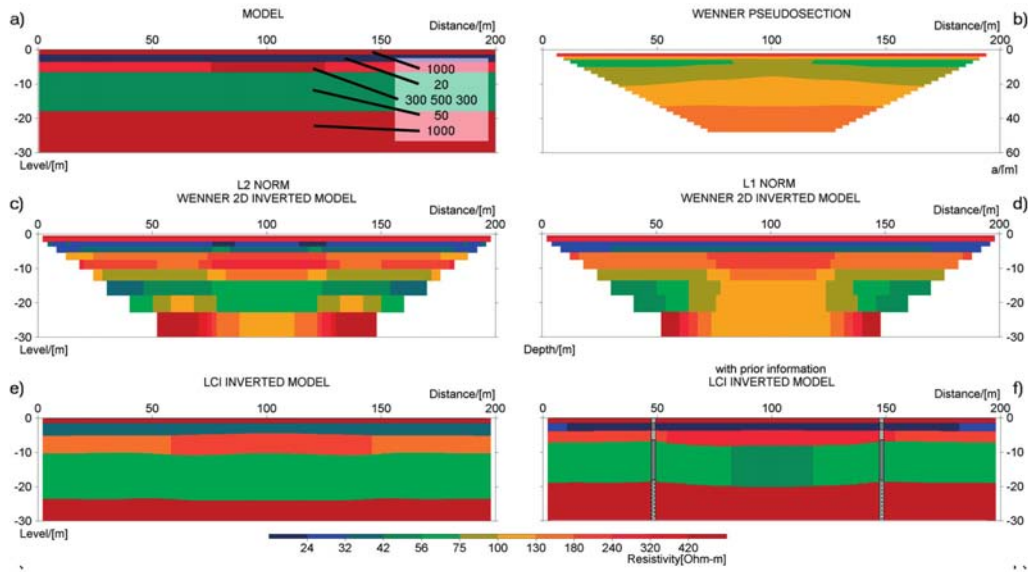 a)
MODEL
Distance/[m]
0 50 100 150 200
0
-10
-20
-30
Level/[m]
1000
20
300 500 300
50
1000
WENNER PSEUDOSECTION
b)
Distance/[m]
0 50 100 150 200
0
20
40
60
a/[m]
c)
L2 NORM
WENNER 2D INVERTED MODEL
Distance/[m]
0 50 100 150 200
0
-10
-20
-30
Level/[m]
L1 NORM
WENNER 2D INVERTED MODEL
d)
Distance/[m]
0 50 100 150 200
0
-10
-20
-30
Depth/[m]
e)
LCI INVERTED MODEL
Distance/[m]
0 50 100 150 200
0
-10
-20
-30
Level/[m]
with prior information
LCI INVERTED MODEL
f)
Distance/[m]
0 50 100 150 200
0
-10
-20
-30
24 32 42 56 75 100 130 180 240 320 420
Resistivity[Ohm-m]